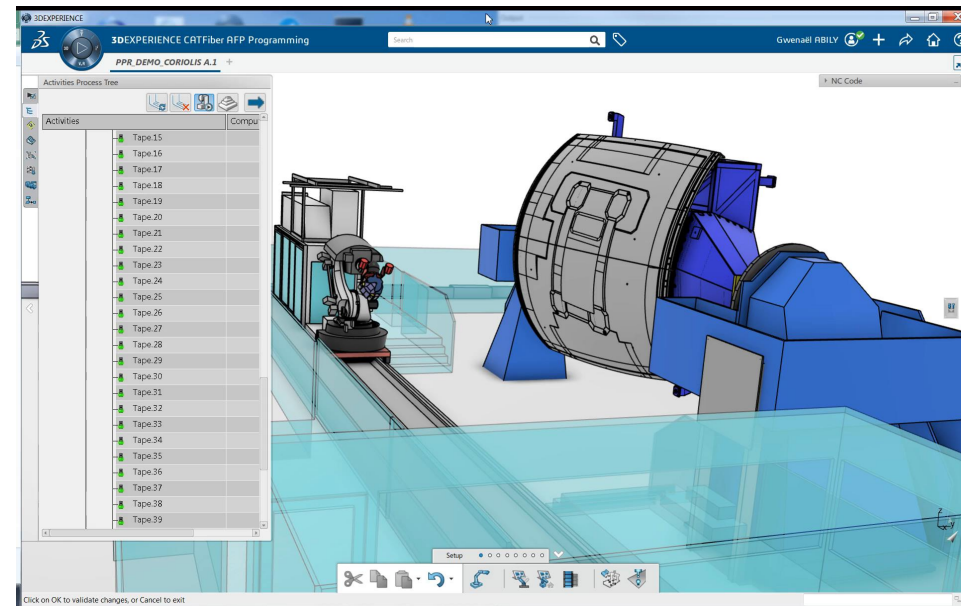 3DEXPERIENCE
3DEXPERIENCE CATFiber AFP Programming
Search
Gwenaël ABILY
PPR_DEMO_CORIOLIS A.1
Activities Process Tree
NC Code
Activities
Compu
Tape.15
Tape.16
Tape.17
Tape.18
Tape.19
Tape.20
Tape.21
Tape.22
Tape.23
Tape.24
Tape.25
Tape.26
Tape.27
Tape.28
Tape.29
Tape.30
Tape.31
Tape.32
Tape.33
Tape.34
Tape.35
Tape.36
Tape.37
Tape.38
Tape.39
Setup
Click on OK to validate changes, or Cancel to exit